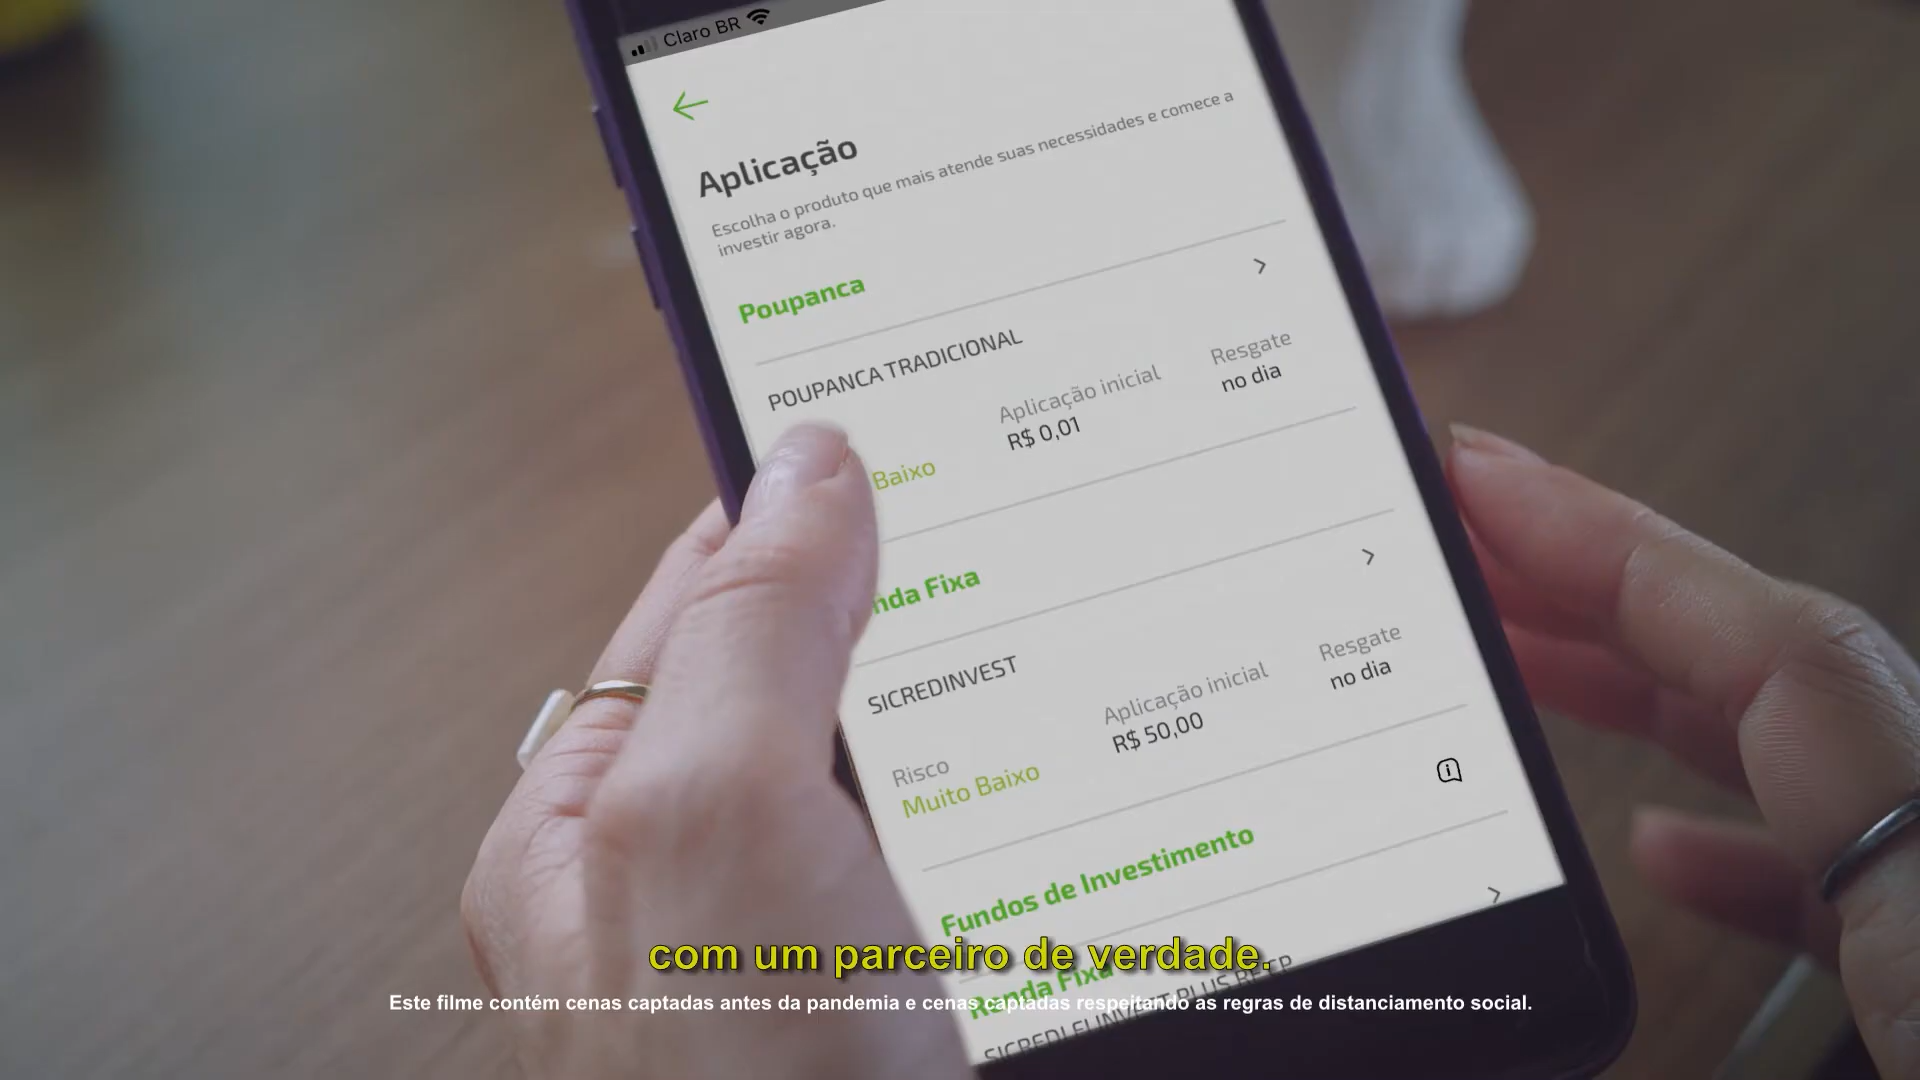 Claro BR
Aplicação
Escolha o produto que mais atende suas necessidades e comece a
investir agora.
Poupanca
POUPANCA TRADICIONAL
Aplicação inicial
R$ 0,01
Resgate
no dia
Baixo
Fixa
SICREDINVEST
Risco
Muito Baixo
Aplicação inicial
R$ 50,00
Resgate
no dia
Fundos de Investimento
com um parceiro de verdade.
Renda Fixa
Este filme contém cenas captadas antes da pandemia e cenas captadas respeitando as regras de distanciamento social.